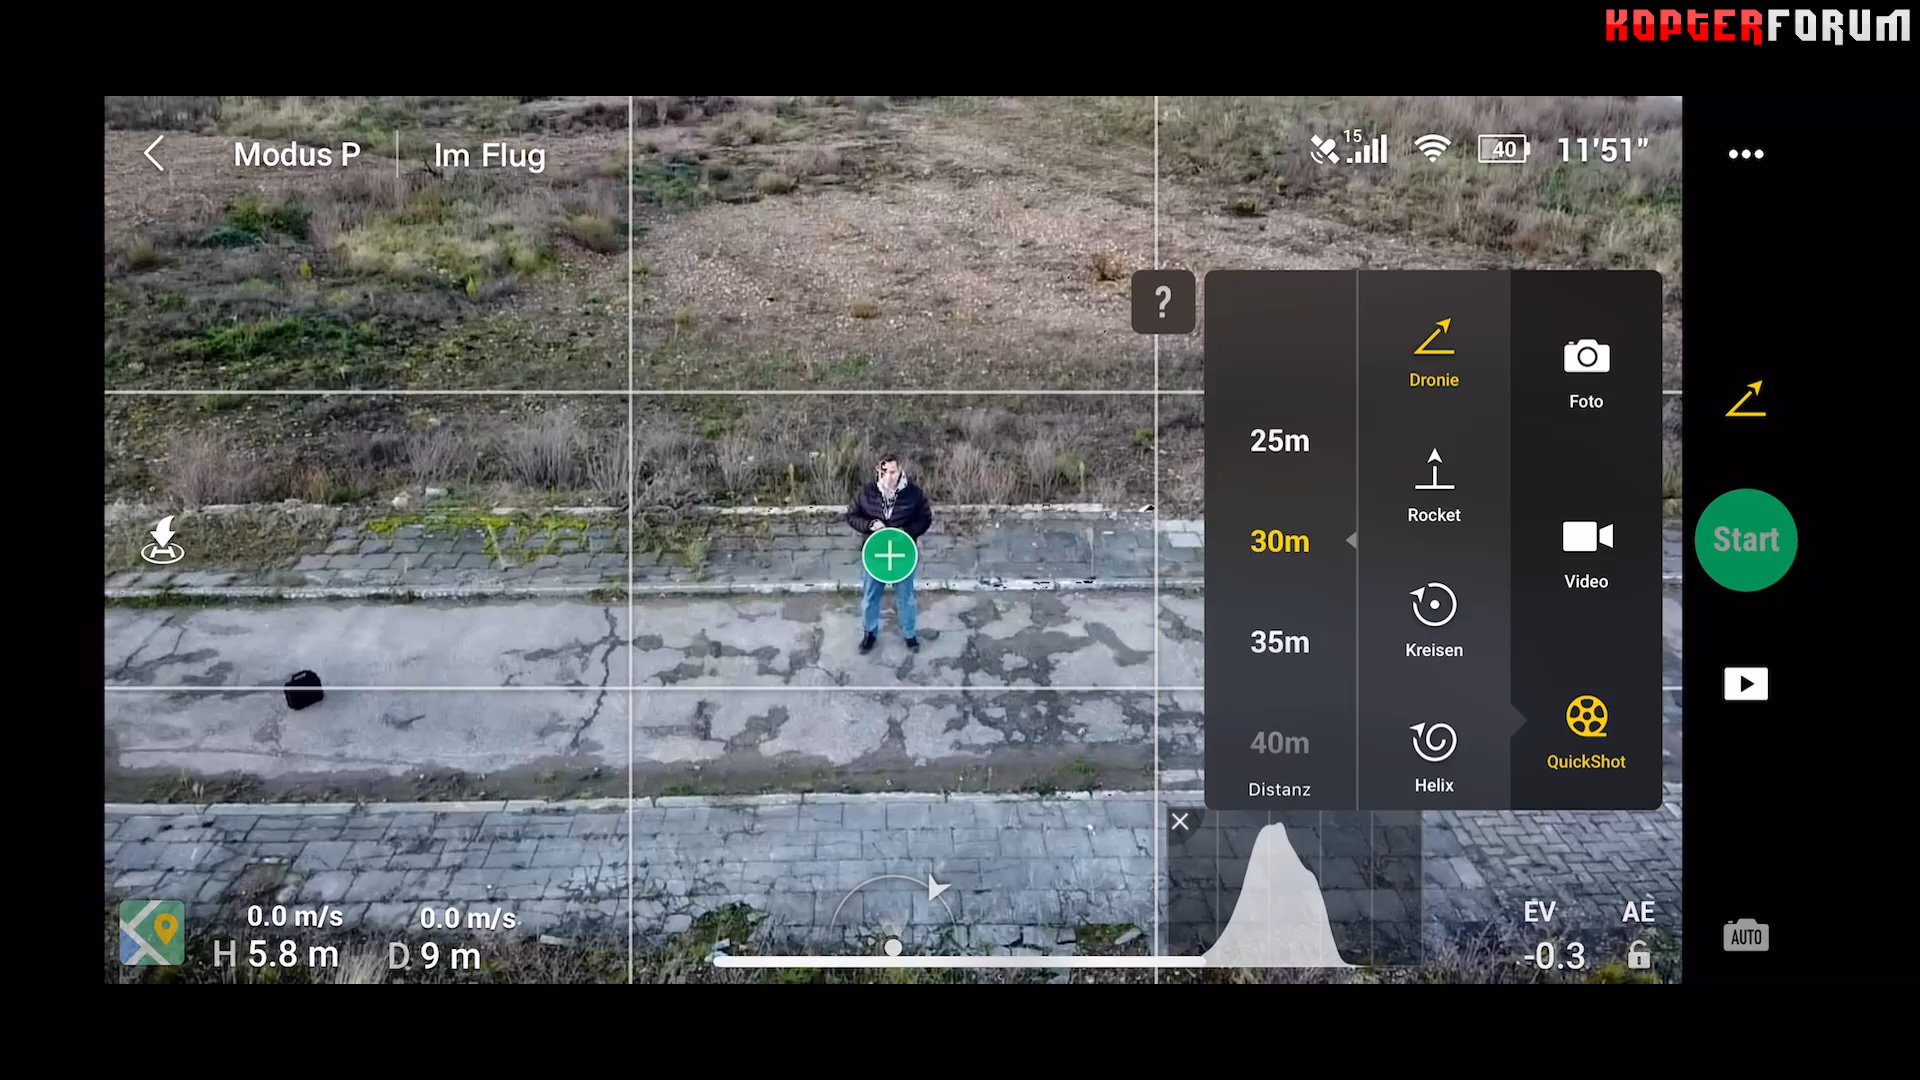 KOPTERFORUM
Modus P
Im Flug
15
40
11'51”
?
Dronie
Foto
25m
Rocket
30m
Start
Video
35m
Kreisen
40m
QuickShot
Distanz
Helix
0.0 m/s
0.0 m/s
H 5.8 m
D 9 m
EV
AE
-0.3
AUTO